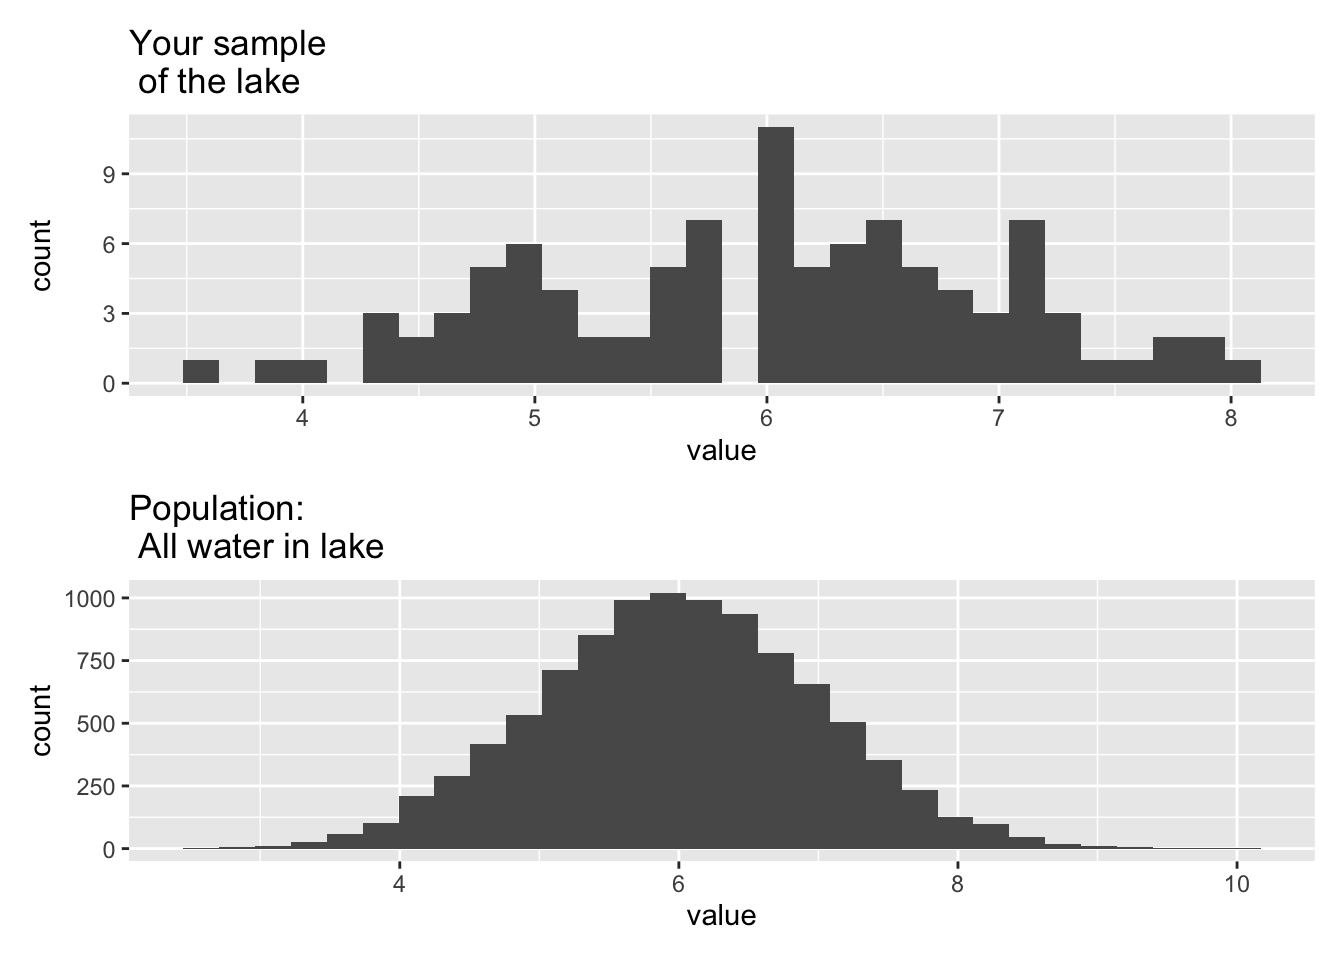 Your sample
of the lake
9
6
3
0
count
4 5 6 7 8
value
Population:
All water in lake
1000
750
500
250
0
count
4 6 8 10
value